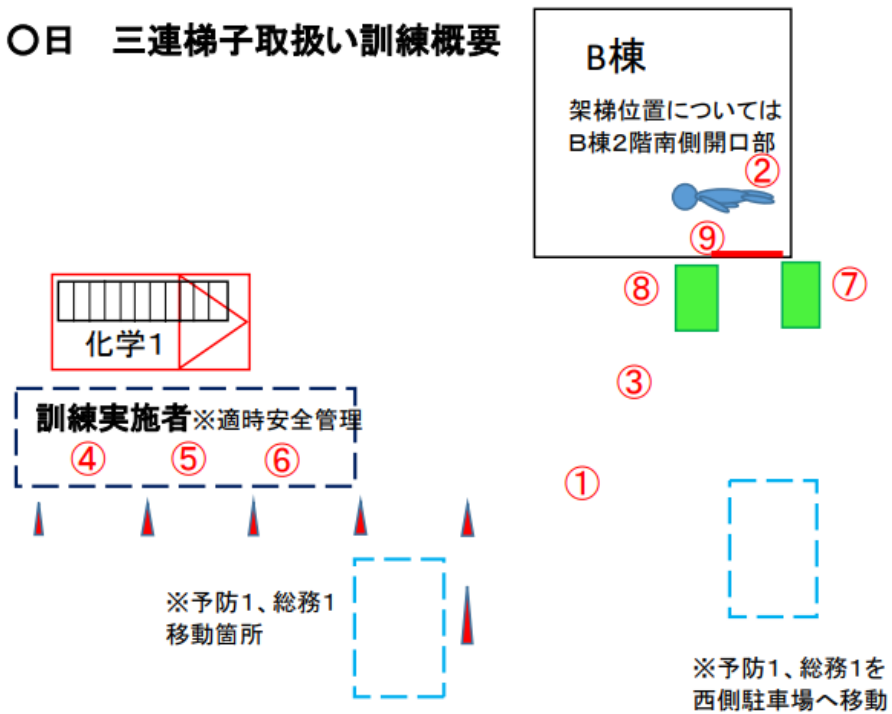 〇日　三連梯子取扱い訓練概要
B棟
架梯位置については
B棟2階南側開口部
②
⑨
⑧
⑦
化学1
③
訓練実施者※適時安全管理
④ ⑤ ⑥
①
※予防1、総務1
移動箇所
※予防1、総務1を
西側駐車場へ移動